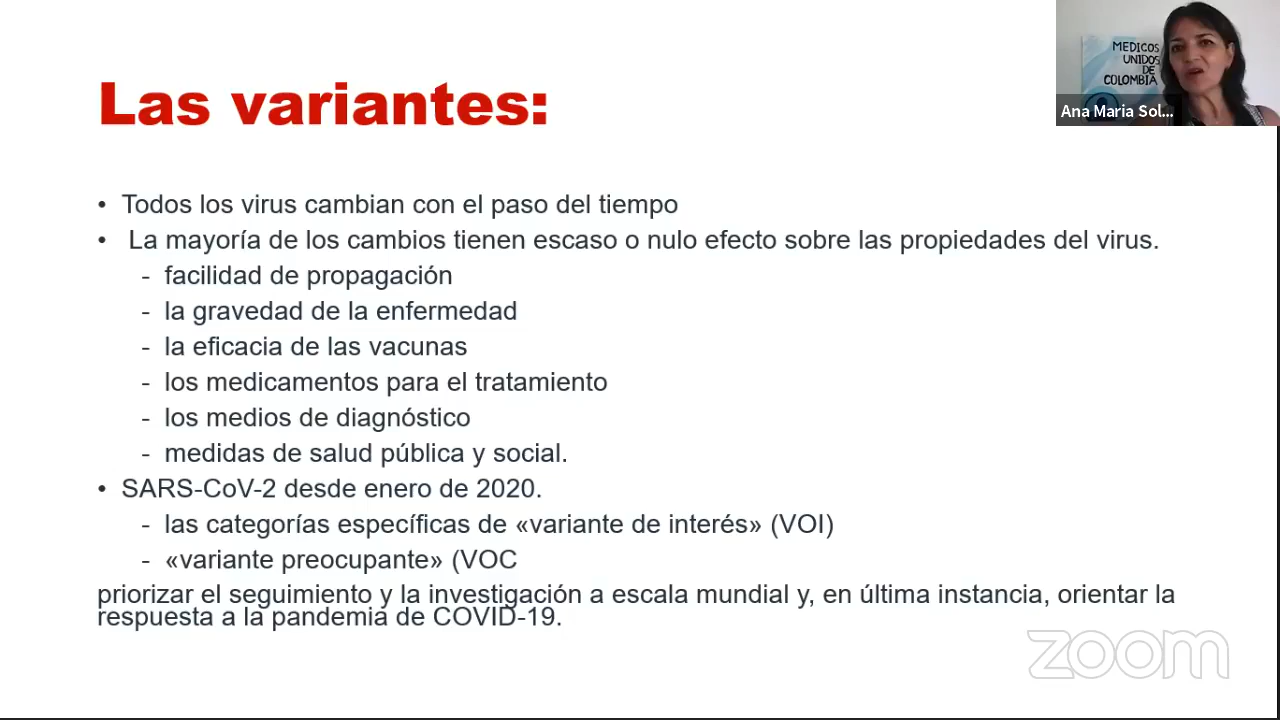 Las variantes:
• Todos los virus cambian con el paso del tiempo
• La mayoría de los cambios tienen escaso o nulo efecto sobre las propiedades del virus.
- facilidad de propagación
- la gravedad de la enfermedad
- la eficacia de las vacunas
- los medicamentos para el tratamiento
- los medios de diagnóstico
- medidas de salud pública y social.
• SARS-CoV-2 desde enero de 2020.
- las categorías específicas de «variante de interés» (VOI)
- «variante preocupante» (VOC
priorizar el seguimiento y la investigación a escala mundial y, en última instancia, orientar la
respuesta a la pandemia de COVID-19.
MEDICOS
UNIDOS
DE
COLOMBIA
Ana Maria Sol...
zoom